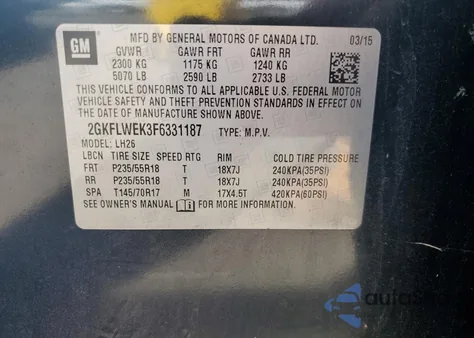 GM
MFD BY GENERAL MOTORS OF CANADA LTD. 03/15
GVWR GAWR FRT GAWR RR
2300 KG 1175 KG 1240 KG
5070 LB 2590 LB 2733 LB
THIS VEHICLE CONFORMS TO ALL APPLICABLE U.S. FEDERAL MOTOR
VEHICLE SAFETY AND THEFT PREVENTION STANDARDS IN EFFECT ON
THE DATE OF MANUFACTURE SHOWN ABOVE.
2GKFLWEK3F6331187 TYPE: M.P.V.
MODEL: LH26
LBCN TIRE SIZE SPEED RTG RIM COLD TIRE PRESSURE
FRT P235/55R18 T 18X7J 240KPA(35PSI)
RR P235/55R18 T 18X7J 240KPA(35PSI)
SPA T145/70R17 M 17X4.5T 420KPA(60PSI)
SEE OWNER'S MANUAL FOR MORE INFORMATION.